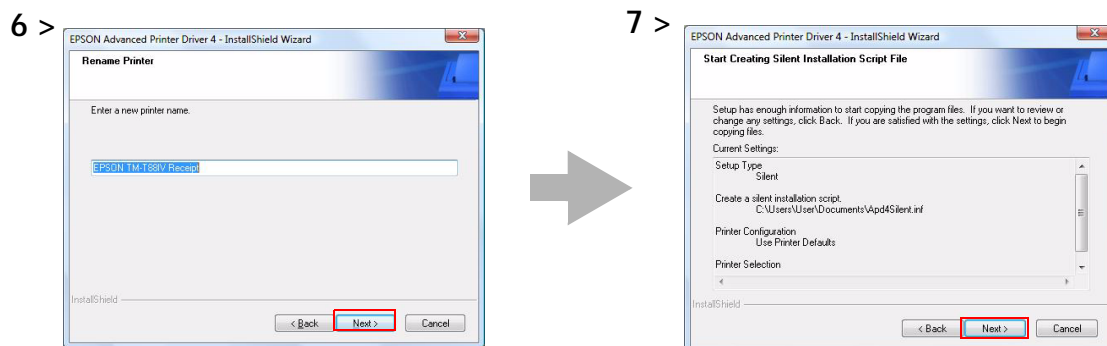 6 >
EPSON Advanced Printer Driver 4 - InstallShield Wizard
Rename Printer
Enter a new printer name.
EPSON TM-T88IV Receipt
InstallShield
< Back Next > Cancel
7 >
EPSON Advanced Printer Driver 4 - InstallShield Wizard
Start Creating Silent Installation Script File
Setup has enough information to start copying the program files. If you want to review or
change any settings, click Back. If you are satisfied with the settings, click Next to begin
copying files.
Current Settings:
Setup Type
Silent
Create a silent installation script.
C:\Users\User\Documents\Apd4Silent.inf
Printer Configuration
Use Printer Defaults
Printer Selection
InstallShield
< Back Next > Cancel